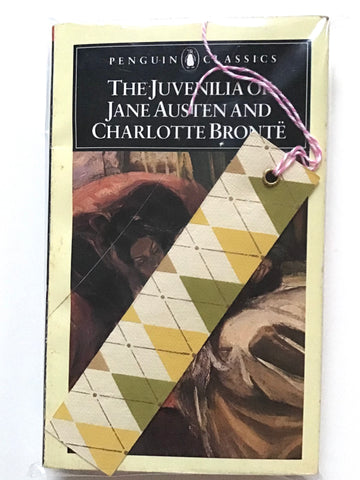 PENGUIN CLASSICS
THE JUVENILIA OF
JANE AUSTEN AND
CHARLOTTE BRONTË